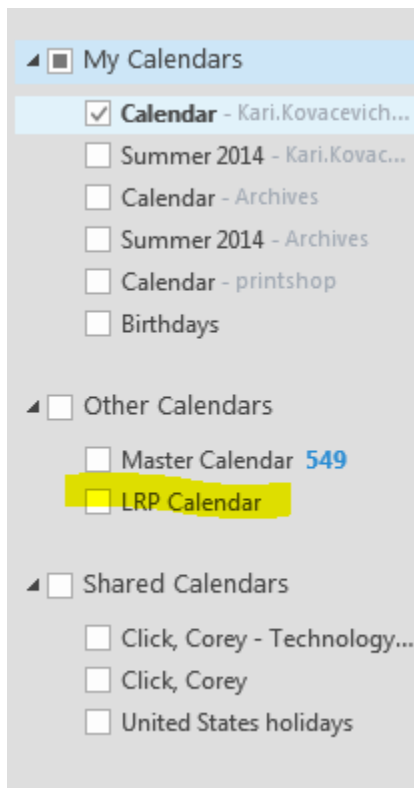 My Calendars
Calendar - Kari.Kovacevich...
Summer 2014 - Kari.Kovac...
Calendar - Archives
Summer 2014 - Archives
Calendar - printshop
Birthdays
Other Calendars
Master Calendar 549
LRP Calendar
Shared Calendars
Click, Corey - Technology...
Click, Corey
United States holidays